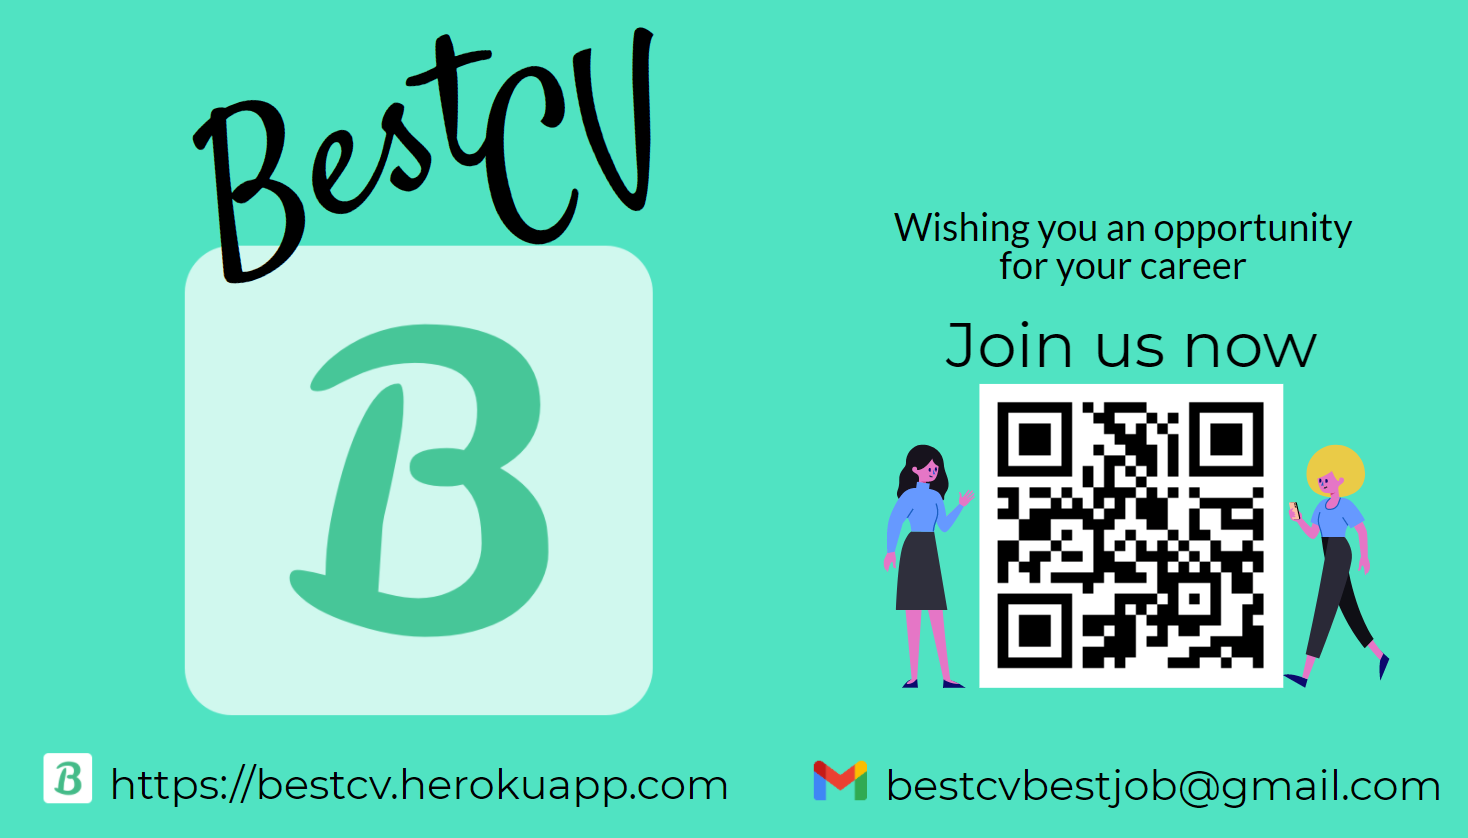 BestCV
B
Wishing you an opportunity
for your career
Join us now
B https://bestcv.herokuapp.com
bestcvbestjob@gmail.com